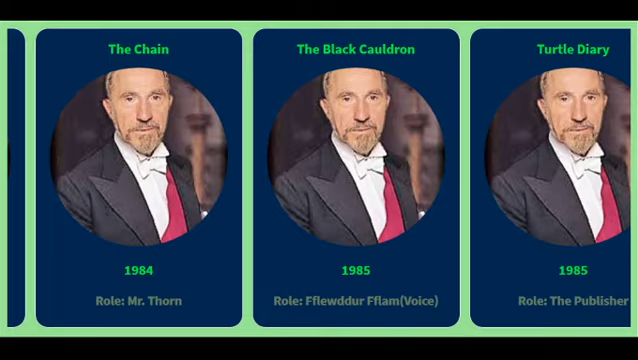 The Chain
1984
Role: Mr. Thorn
The Black Cauldron
1985
Role: Fflewddur Fflam(Voice)
Turtle Diary
1985
Role: The Publisher